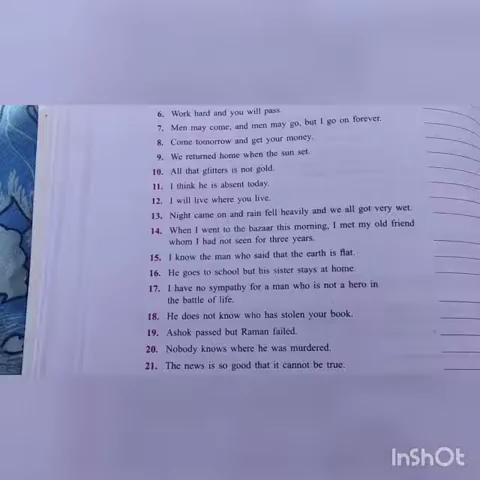 6. Work hard and you will pass.
7. Men may come, and men may go, but I go on forever.
8. Come tomorrow and get your money.
9. We returned home when the sun set.
10. All that glitters is not gold.
11. I think he is absent today.
12. I will live where you live.
13. Night came on and rain fell heavily and we all got very wet.
14. When I went to the bazaar this morning, I met my old friend
whom I had not seen for three years.
15. I know the man who said that the earth is flat.
16. He goes to school but his sister stays at home.
17. I have no sympathy for a man who is not a hero in
the battle of life.
18. He does not know who has stolen your book.
19. Ashok passed but Raman failed.
20. Nobody knows where he was murdered.
21. The news is so good that it cannot be true.
InShOt